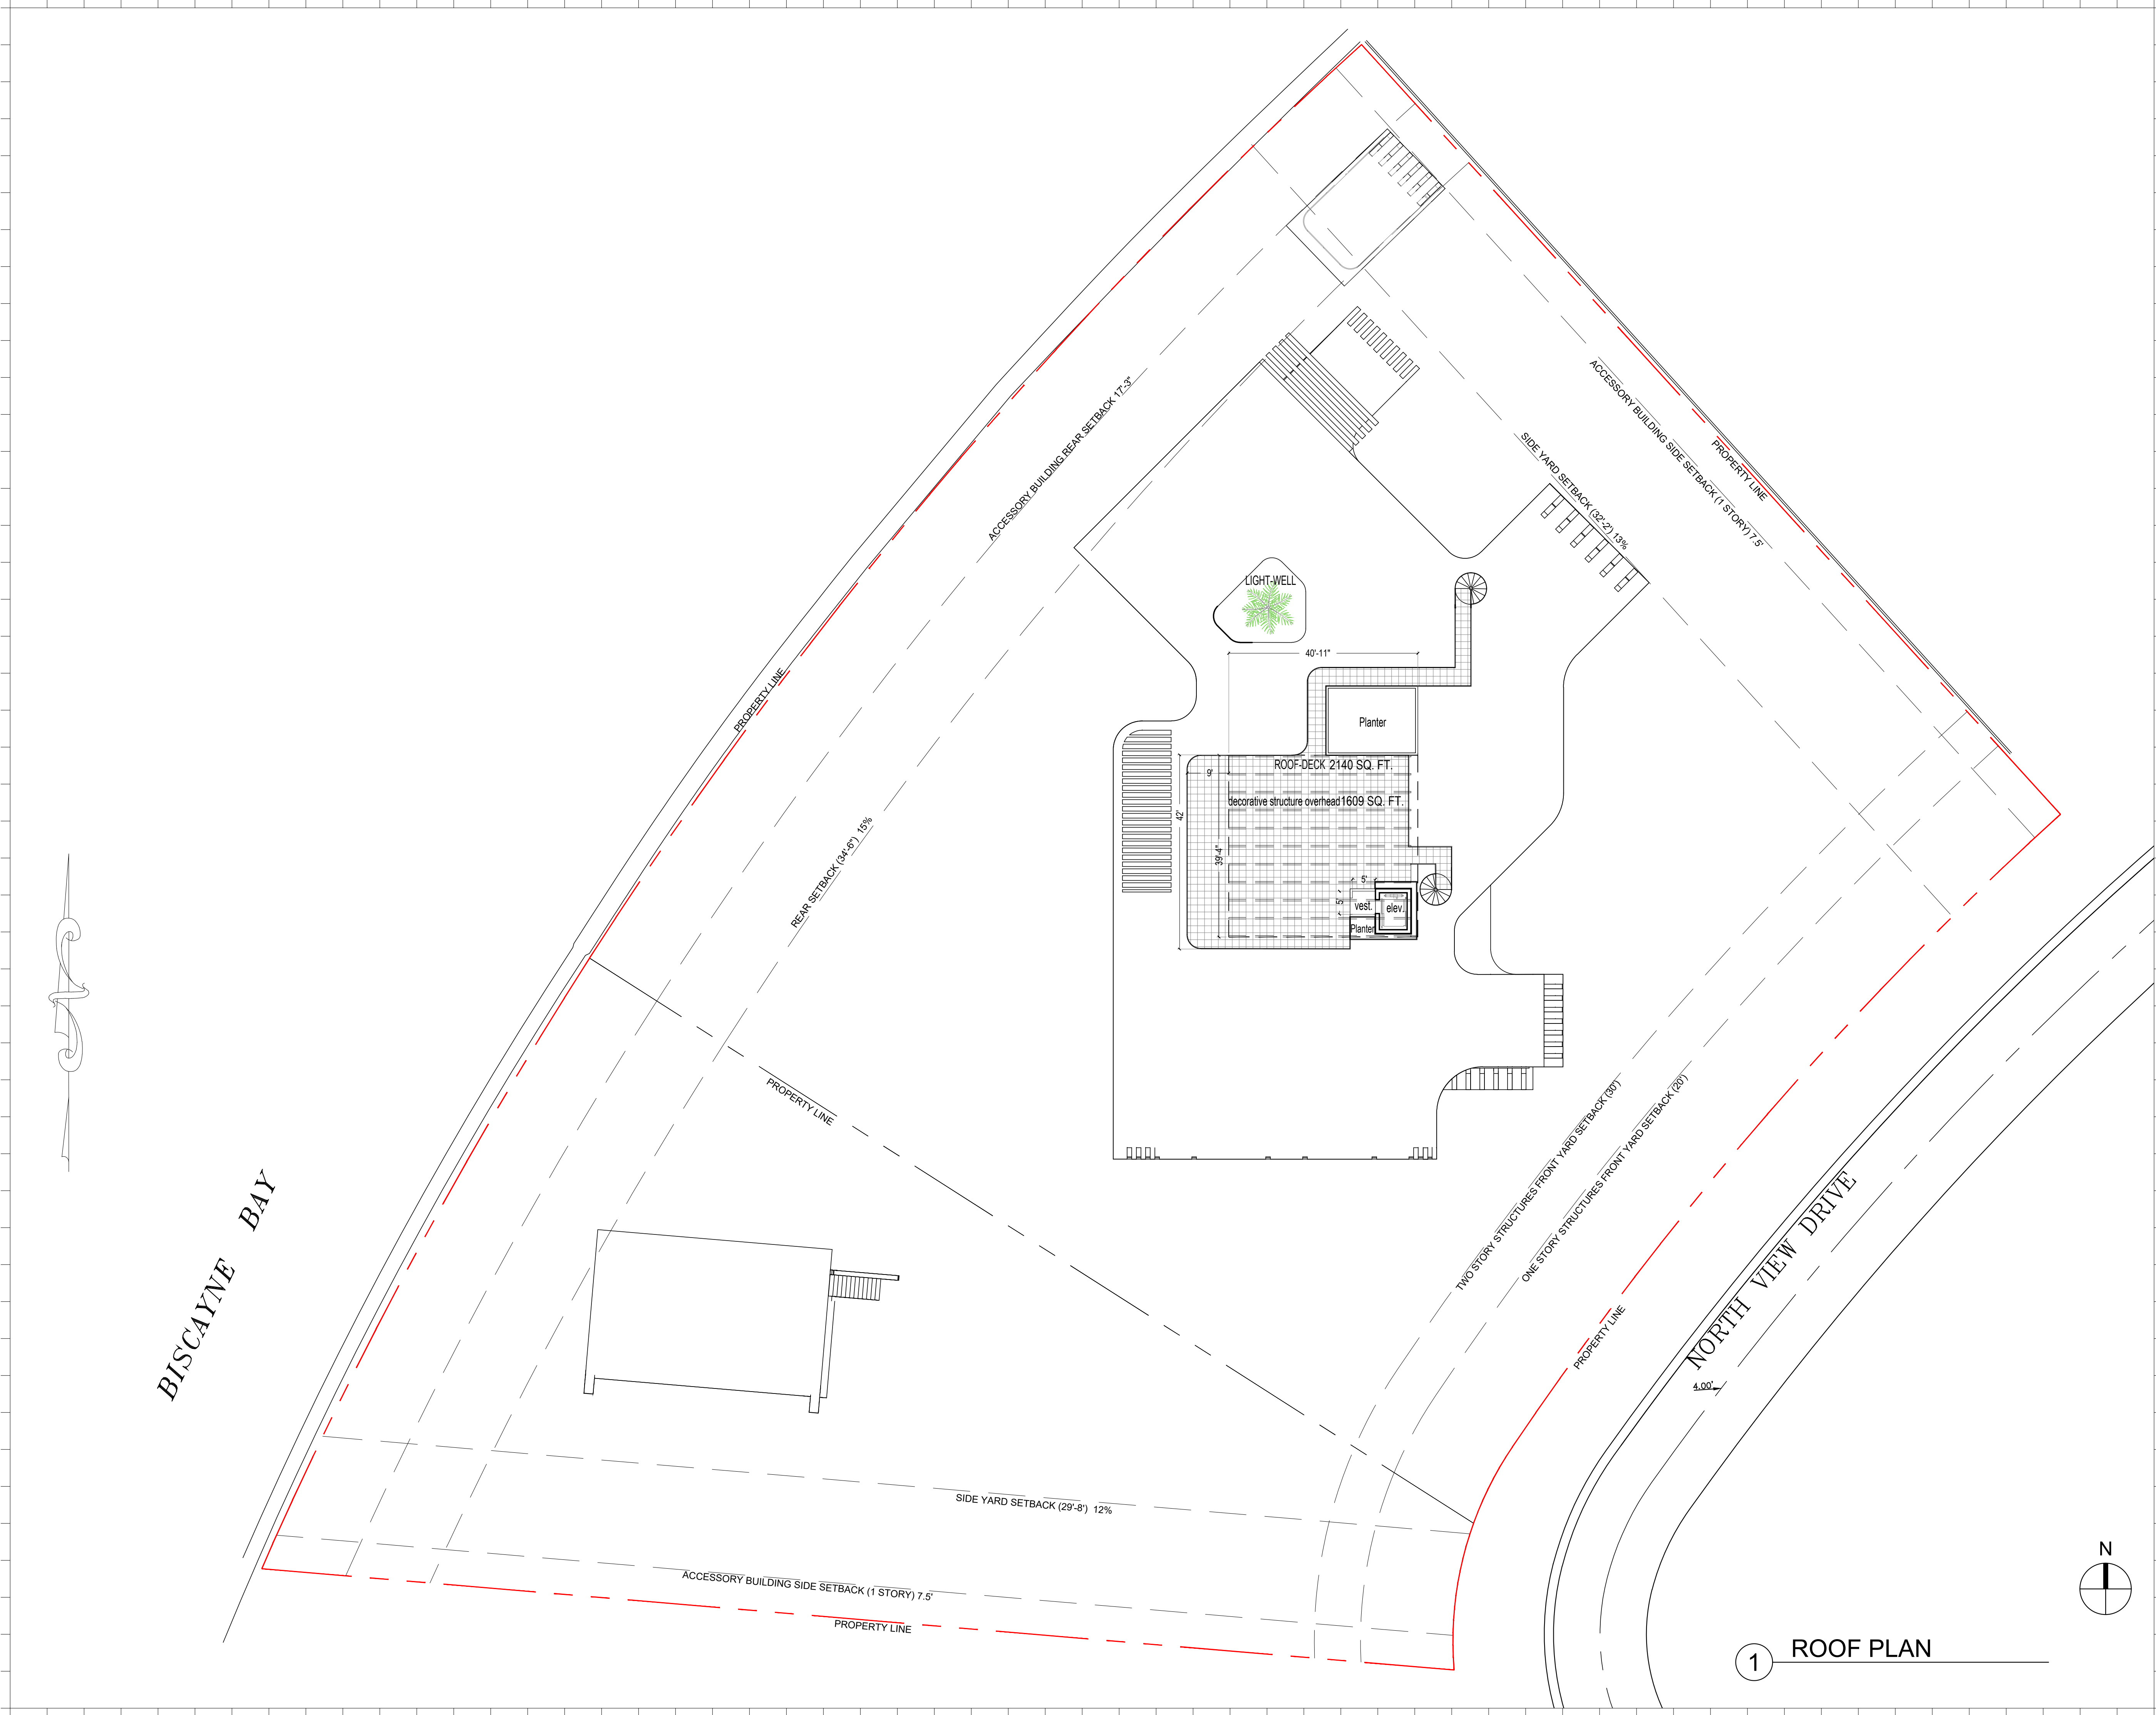 ACCESSORY BUILDING REAR SETBACK 17'-3"
ACCESSORY BUILDING SIDE SETBACK (1 STORY) 7.5'
PROPERTY LINE
SIDE YARD SETBACK (32'-2') 13%
LIGHT-WELL
40'-11"
PROPERTY LINE
Planter
ROOF-DECK 2140 SQ. FT.
9'
decorative structure overhead 1609 SQ. FT.
42'
39'-4"
REAR SETBACK (34'-6") 15%
5'
5'
vest.
elev.
Planter
PROPERTY LINE
TWO STORY STRUCTURES FRONT YARD SETBACK (30')
ONE STORY STRUCTURES FRONT YARD SETBACK (20')
BISCAYNE BAY
NORTH VIEW DRIVE
PROPERTY LINE
4.00'
SIDE YARD SETBACK (29'-8') 12%
ACCESSORY BUILDING SIDE SETBACK (1 STORY) 7.5'
PROPERTY LINE
N
1 ROOF PLAN